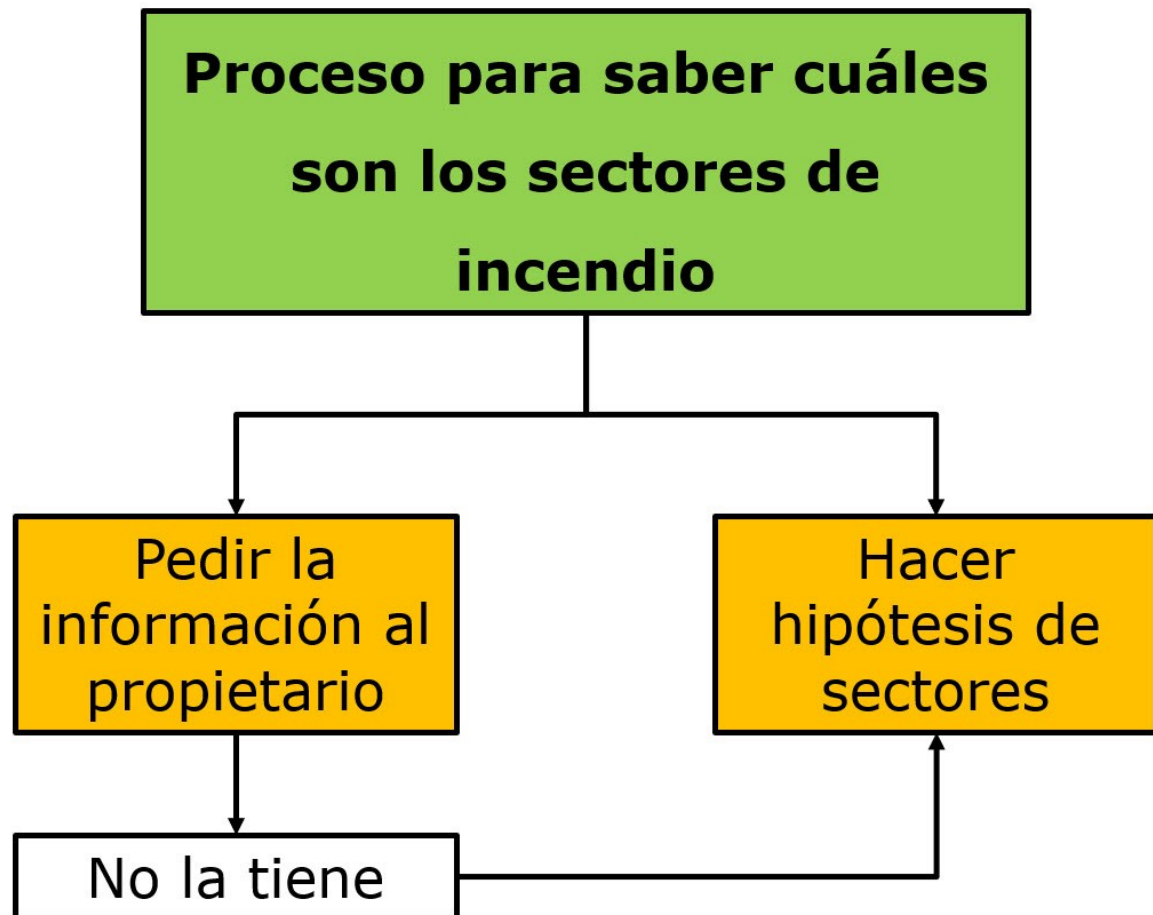 Proceso para saber cuáles
son los sectores de
incendio
Pedir la
información al
propietario
Hacer
hipótesis de
sectores
No la tiene